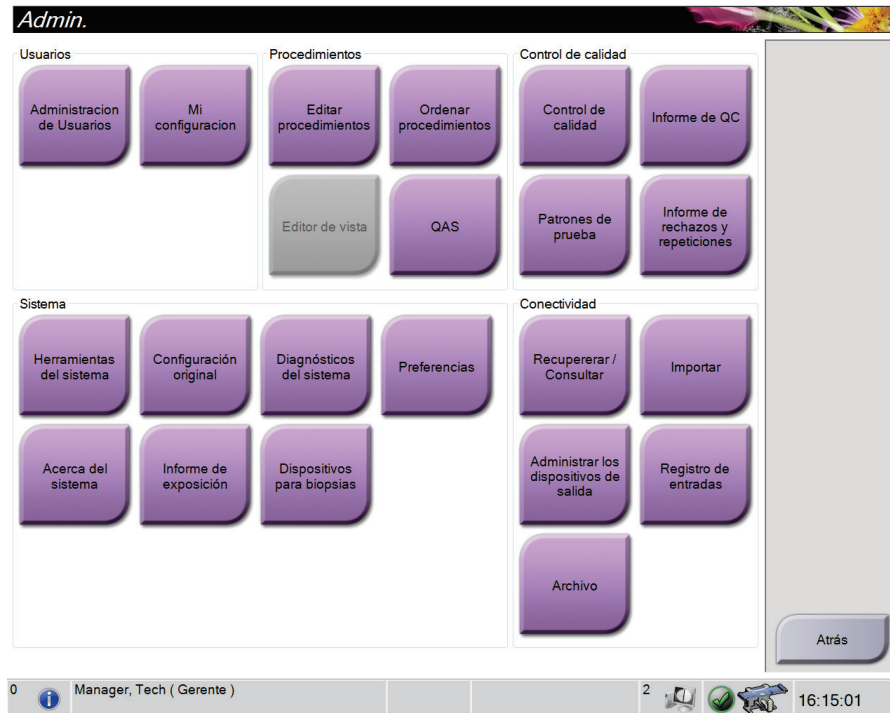 Admin.
Usuarios
Administracion
de Usuarios
Mi
configuracion
Procedimientos
Editar
procedimientos
Ordenar
procedimientos
Editor de vista
QAS
Control de calidad
Control de
calidad
Informe de QC
Patrones de
prueba
Informe de
rechazos y
repeticiones
Sistema
Herramientas
del sistema
Configuración
original
Diagnósticos
del sistema
Preferencias
Acerca del
sistema
Informe de
exposición
Dispositivos
para biopsias
Conectividad
Recupererar /
Consultar
Importar
Administrar los
dispositivos de
salida
Registro de
entradas
Archivo
Atrás
0
Manager, Tech ( Gerente )
2
16:15:01